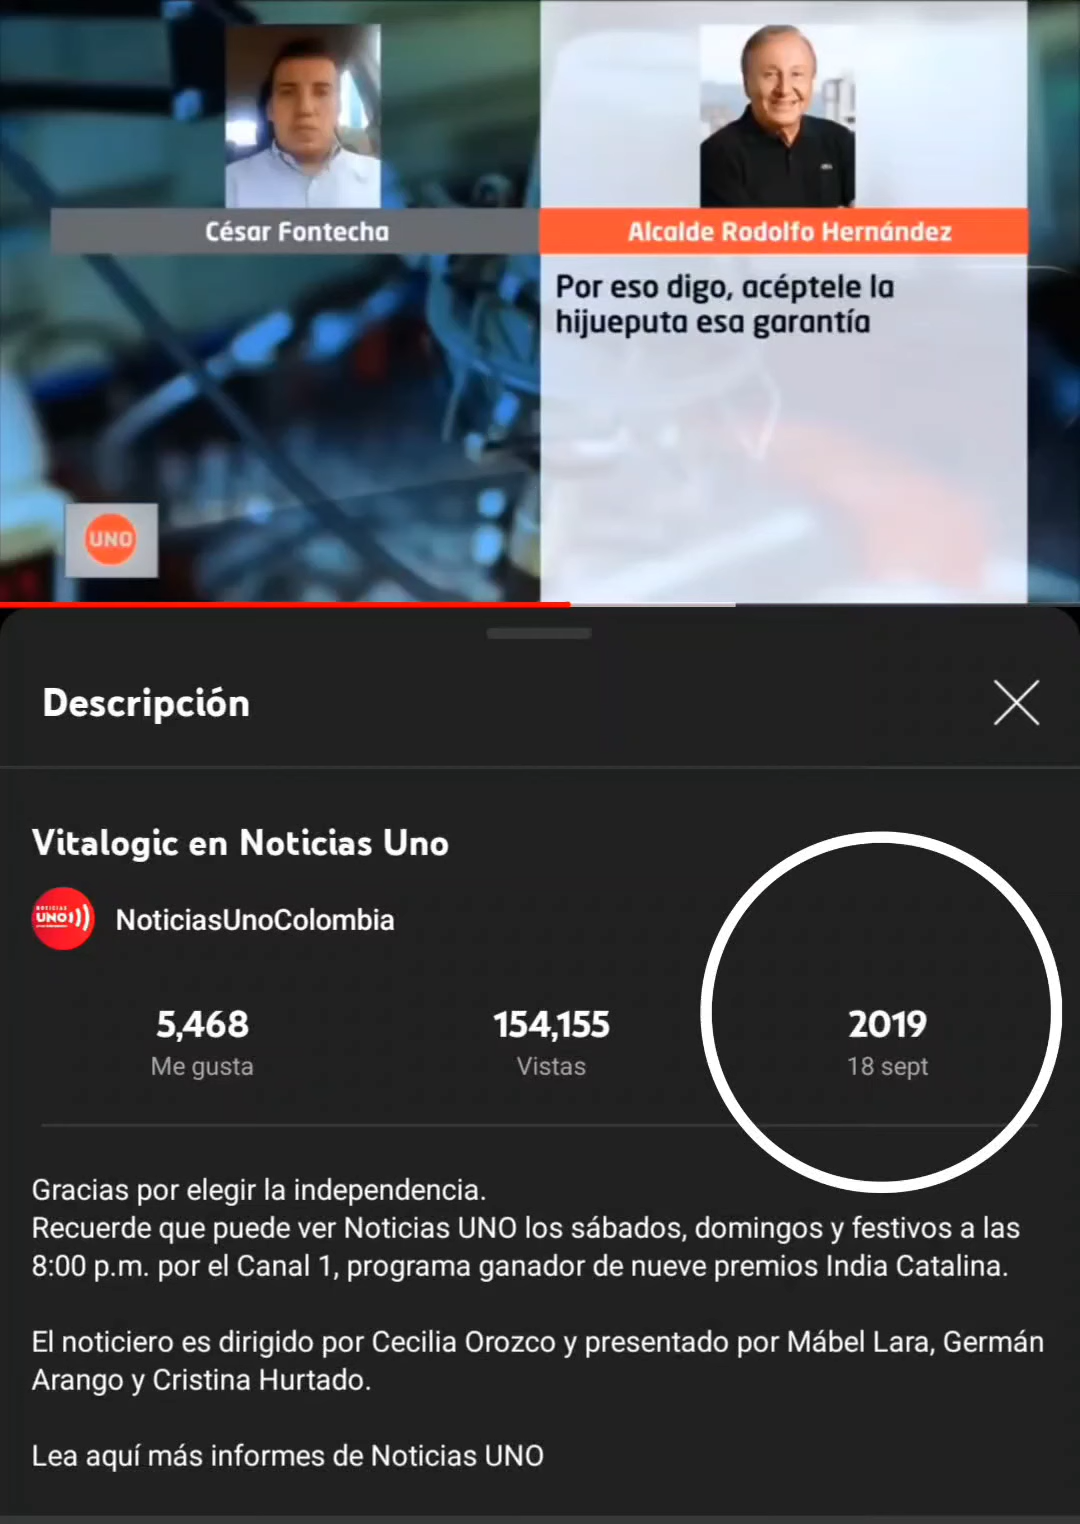 César Fontecha
Alcalde Rodolfo Hernández
Por eso digo, acéptele la
hijueputa esa garantía
UNO
Descripción
Vitalogic en Noticias Uno
NOTICIAS
UNO
NoticiasUnoColombia
5,468
Me gusta
154,155
Vistas
2019
18 sept
Gracias por elegir la independencia.
Recuerde que puede ver Noticias UNO los sábados, domingos y festivos a las
8:00 p.m. por el Canal 1, programa ganador de nueve premios India Catalina.
El noticiero es dirigido por Cecilia Orozco y presentado por Mábel Lara, Germán
Arango y Cristina Hurtado.
Lea aquí más informes de Noticias UNO